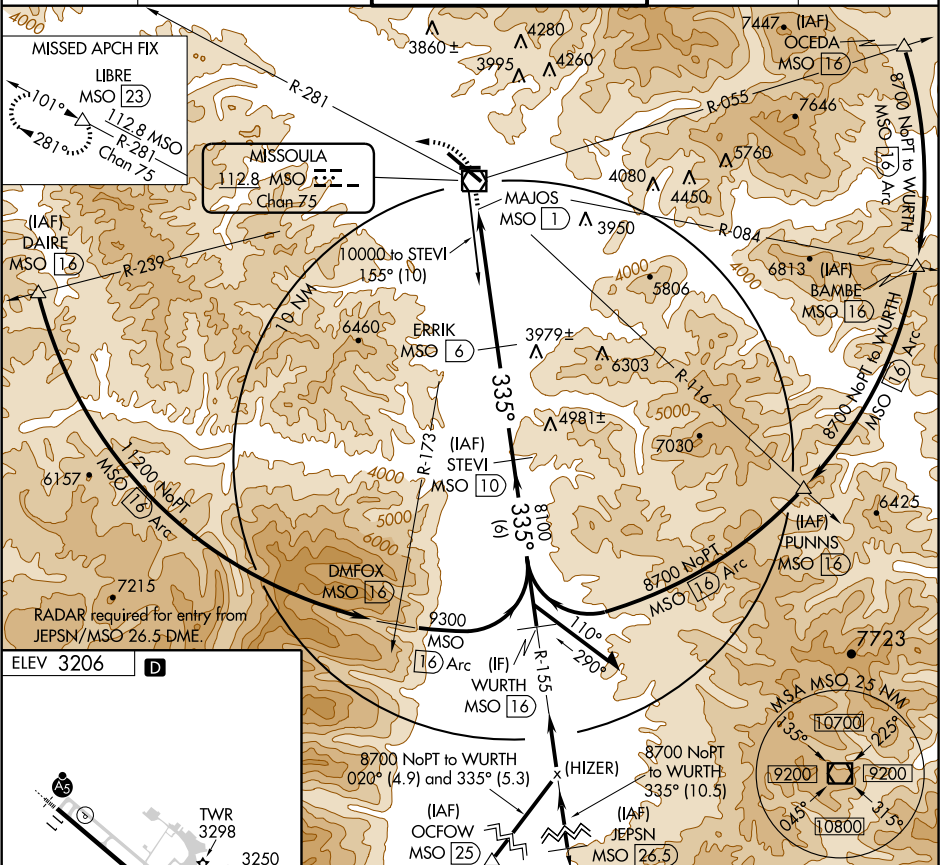 4000
3860 ±
4280
3995
4260
7447
(IAF)
OCEDA
MSO 16
MISSED APCH FIX
LIBRE
MSO 23
101°
281°
112.8 MSO
R-281
Chan 75
R-281
R-055
7646
8700 NoPT to WURTH
MSO 16 Arc
MISSOULA
112.8 MSO
Chan 75
5760
4080
4450
MAJOS
MSO 1
3950
R-084
(IAF)
DAIRE
MSO 16
R-239
10000 to STEVI
155° (10)
10 NM
4000
5806
4000
6813
(IAF)
BAMBE
MSO 16
6460
ERRIK
MSO 6
3979±
6303
R-116
8700 NoPT to WURTH
MSO 16 Arc
335°
R-173
4981±
5000
7030
(IAF)
STEVI
MSO 10
6157
11200 NoPT
MSO 16 Arc
4000
5000
6000
335°
8100
(6)
6425
(IAF)
PUNNS
MSO 16
8700 NoPT
MSO 16 Arc
7215
RADAR required for entry from
JEPSN/MSO 26.5 DME.
DMFOX
MSO 16
9300
MSO
16 Arc
110°
290°
(IF)
WURTH
MSO 16
R-155
7723
ELEV 3206 D
MSA MSO 25 NM
10700
135°
225°
9200
9200
045°
315°
10800
8700 NoPT to WURTH
020° (4.9) and 335° (5.3)
(HIZER)
8700 NoPT
to WURTH
335° (10.5)
(IAF)
OCFOW
MSO 25
(IAF)
JEPSN
MSO 26.5
A5
P
TWR
3298
3250